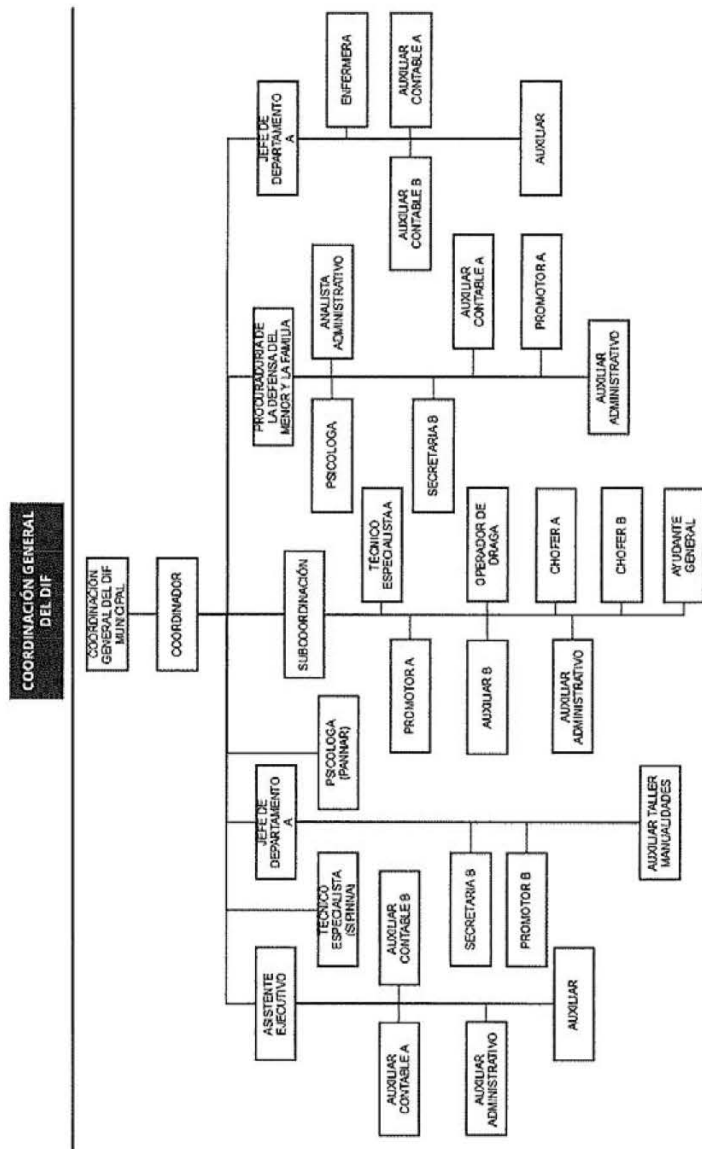 COORDINACIÓN GENERAL
DEL DIF
COORDINACIÓN
GENERAL DEL DIF
MUNICIPAL
COORDINADOR
ASISTENTE
EJECUTIVO
TÉCNICO
ESPECIALISTA
(SIPINNA)
JEFE DE
DEPARTAMENTO
A
PSICOLOGA
(PANNAR)
SUBCOORDINACIÓN
PROCURADURIA DE
LA DEFENSA DEL
MENOR Y LA FAMILIA
JEFE DE
DEPARTAMENTO
A
AUXILIAR
CONTABLE A
AUXILIAR
CONTABLE B
AUXILIAR
ADMINISTRATIVO
AUXILIAR
SECRETARIA B
PROMOTOR B
AUXILIAR TALLER
MANUALIDADES
TÉCNICO
ESPECIALISTA A
PROMOTOR A
OPERADOR DE
DRAGA
AUXILIAR B
CHOFER A
AUXILIAR
ADMINISTRATIVO
CHOFER B
AYUDANTE
GENERAL
PSICOLOGA
ANALISTA
ADMINISTRATIVO
SECRETARIA B
AUXILIAR
CONTABLE A
PROMOTOR A
AUXILIAR
ADMINISTRATIVO
ENFERMERA
AUXILIAR
CONTABLE B
AUXILIAR
CONTABLE A
AUXILIAR